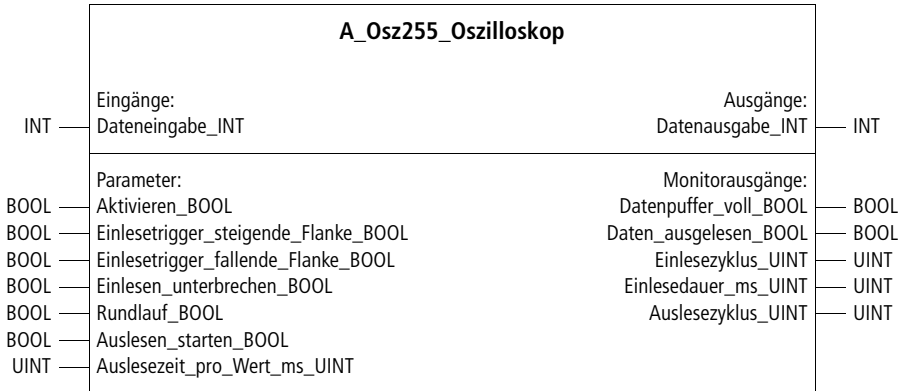 A_Osz255_Oszilloskop
Eingänge: Ausgänge:
INT Dateneingabe_INT Datenausgabe_INT INT
Parameter: Monitorausgänge:
BOOL Aktivieren_BOOL Datenpuffer_voll_BOOL BOOL
BOOL Einlesetrigger_steigende_Flanke_BOOL Daten_ausgelesen_BOOL BOOL
BOOL Einlesetrigger_fallende_Flanke_BOOL Einlesezyklus_UINT UINT
BOOL Einlesen_unterbrechen_BOOL Einlesedauer_ms_UINT UINT
BOOL Rundlauf_BOOL Auslesezyklus_UINT UINT
BOOL Auslesen_starten_BOOL
UINT Auslesezeit_pro_Wert_ms_UINT